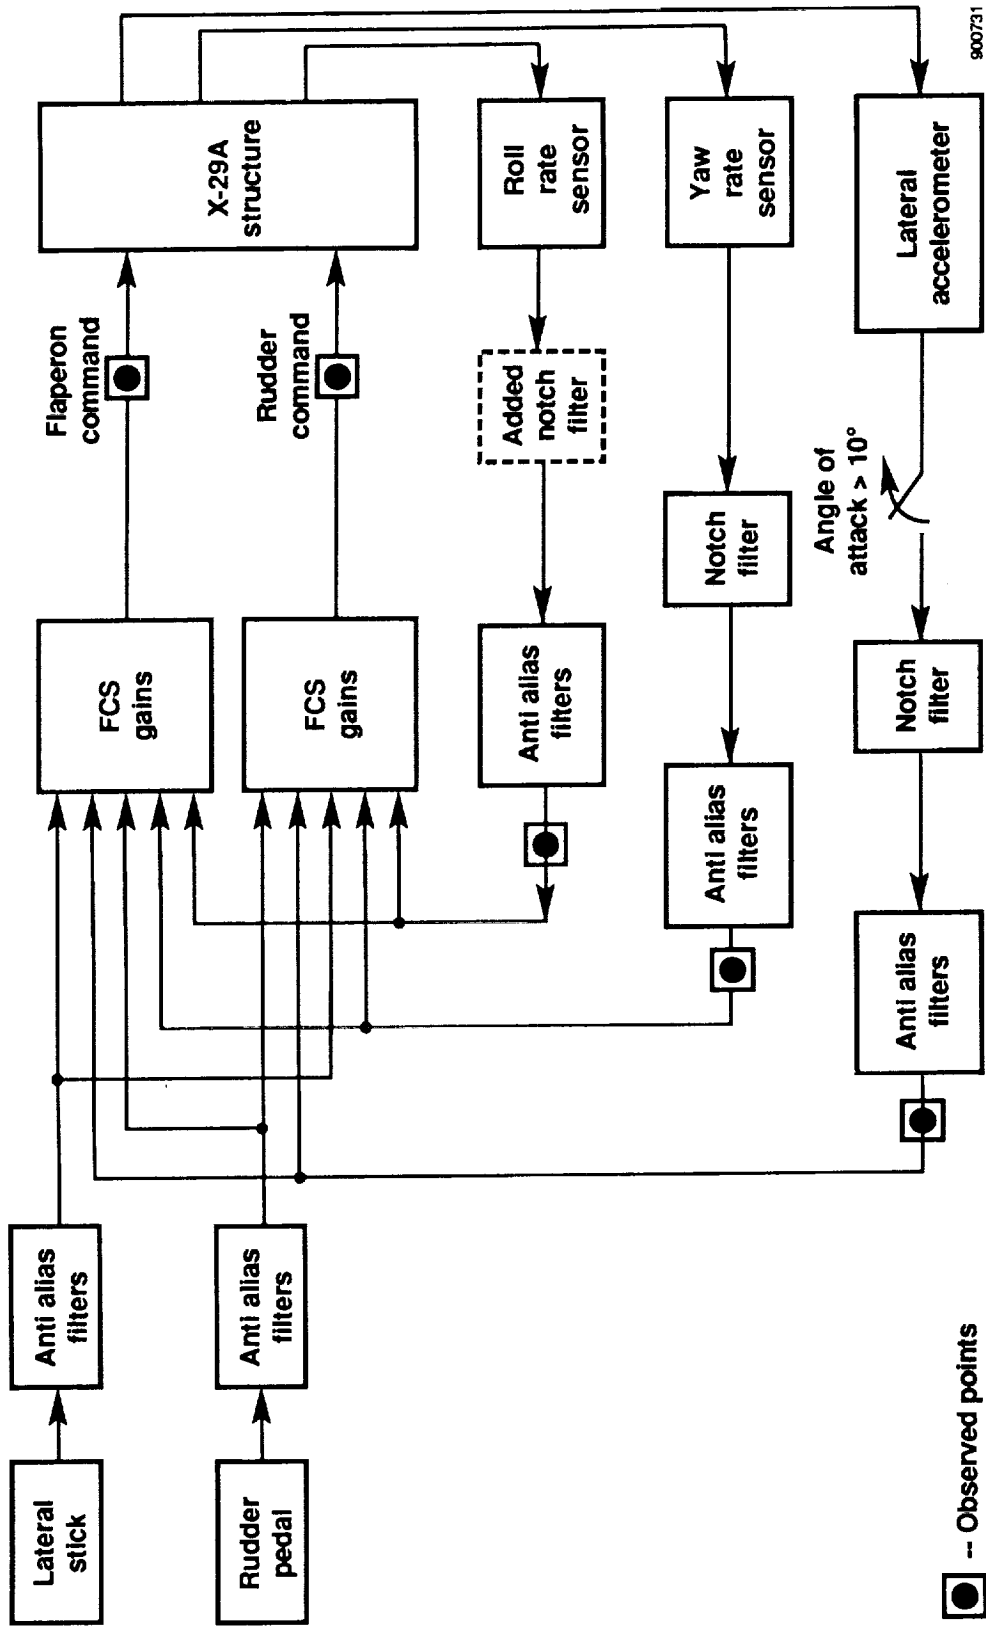 Lateral
stick
Anti alias
filters
Rudder
pedal
Anti alias
filters
FCS
gains
FCS
gains
Flaperon
command
Rudder
command
X-29A
structure
Anti alias
filters
Added
notch
filter
Roll
rate
sensor
Anti alias
filters
Notch
filter
Yaw
rate
sensor
Anti alias
filters
Notch
filter
Angle of
attack > 10°
Lateral
accelerometer
-- Observed points
900731